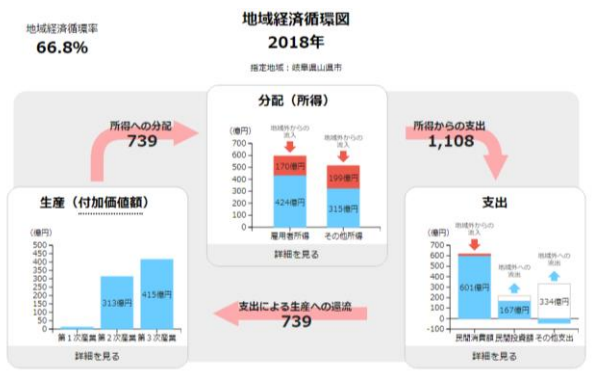 地域経済循環図
2018年
地域経済循環率
66.8%
指定地域：岐阜県山県市
分配（所得）
(億円)
700
600
500
400
300
200
100
0
地域外からの
流入
170億円
424億円
雇用者所得
地域外からの
流入
199億円
315億円
その他所得
詳細を見る
所得への分配
739
所得からの支出
1,108
生産（付加価値額）
(億円)
500
450
400
350
300
250
200
150
100
50
0
313億円
415億円
第１次産業 第２次産業 第３次産業
詳細を見る
支出による生産への還流
739
支出
(億円)
700
600
500
400
300
200
100
0
-100
地域外からの
流入
601億円
地域外への
流出
167億円
地域外への
流出
334億円
民間消費額 民間投資額 その他支出
詳細を見る